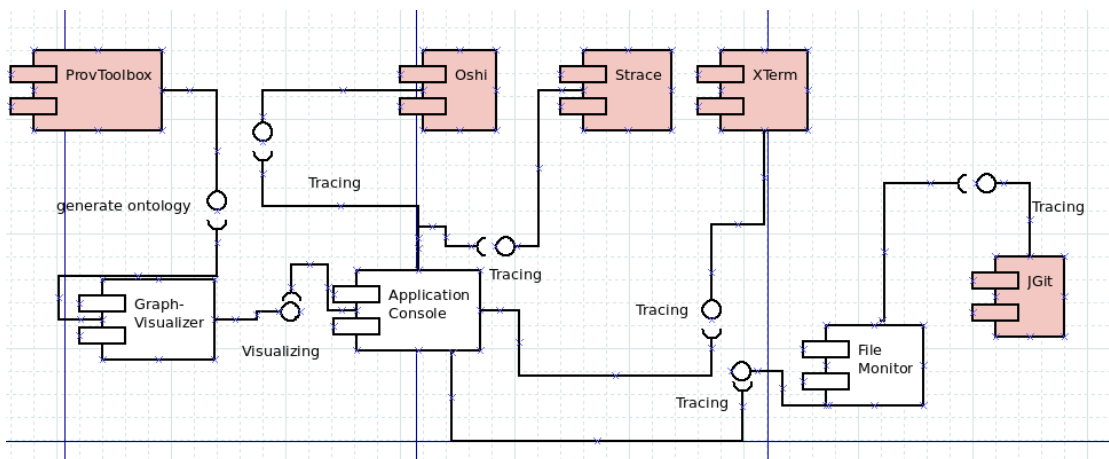 ProvToolbox
Oshi
Strace
XTerm
Tracing
generate ontology
Tracing
Tracing
JGit
Graph-
Visualizer
Application
Console
Tracing
Visualizing
File
Monitor
Tracing